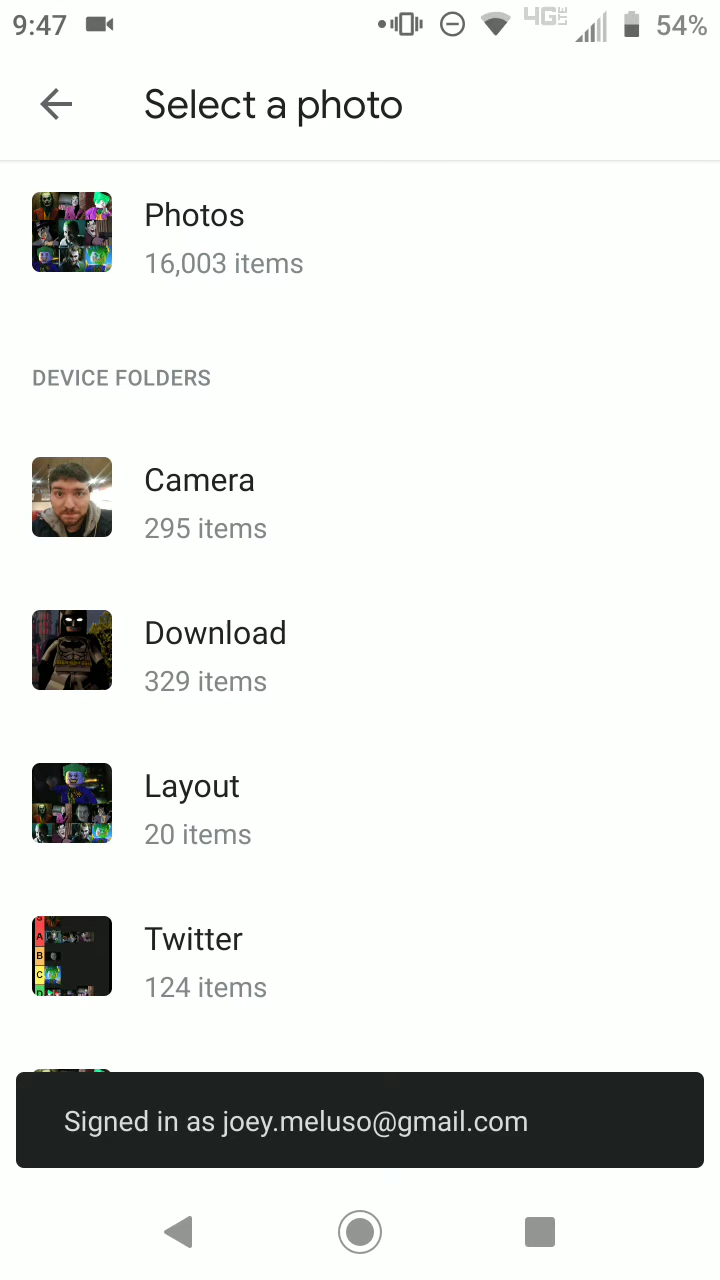 9:47
4G LTE
54%
Select a photo
Photos
16,003 items
DEVICE FOLDERS
Camera
295 items
Download
329 items
Layout
20 items
A
B
C
D
Twitter
124 items
Signed in as joey.meluso@gmail.com